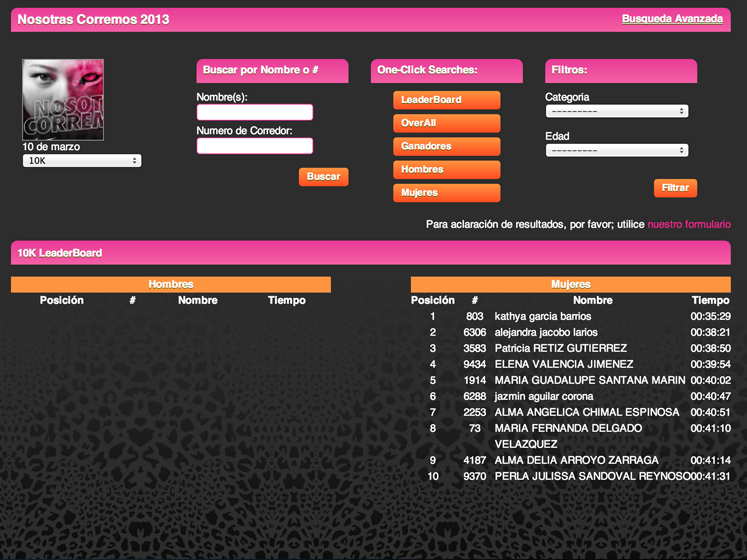 Nosotras Corremos 2013
Busqueda Avanzada
NOSOT
CORREM
10 de marzo
10K
Buscar por Nombre o #
Nombre(s):
Numero de Corredor:
Buscar
One-Click Searches:
LeaderBoard
OverAll
Ganadores
Hombres
Mujeres
Filtros:
Categoria
---------
Edad
---------
Filtrar
Para aclaración de resultados, por favor; utilice nuestro formulario
10K LeaderBoard
Hombres
Posición # Nombre Tiempo
Mujeres
Posición # Nombre Tiempo
1 803 kathya garcia barrios 00:35:29
2 6306 alejandra jacobo larios 00:38:21
3 3583 Patricia RETIZ GUTIERREZ 00:38:50
4 9434 ELENA VALENCIA JIMENEZ 00:39:54
5 1914 MARIA GUADALUPE SANTANA MARIN 00:40:02
6 6288 jazmin aguilar corona 00:40:47
7 2253 ALMA ANGELICA CHIMAL ESPINOSA 00:40:51
8 73 MARIA FERNANDA DELGADO 00:41:10
VELAZQUEZ
9 4187 ALMA DELIA ARROYO ZARRAGA 00:41:14
10 9370 PERLA JULISSA SANDOVAL REYNOSO 00:41:31